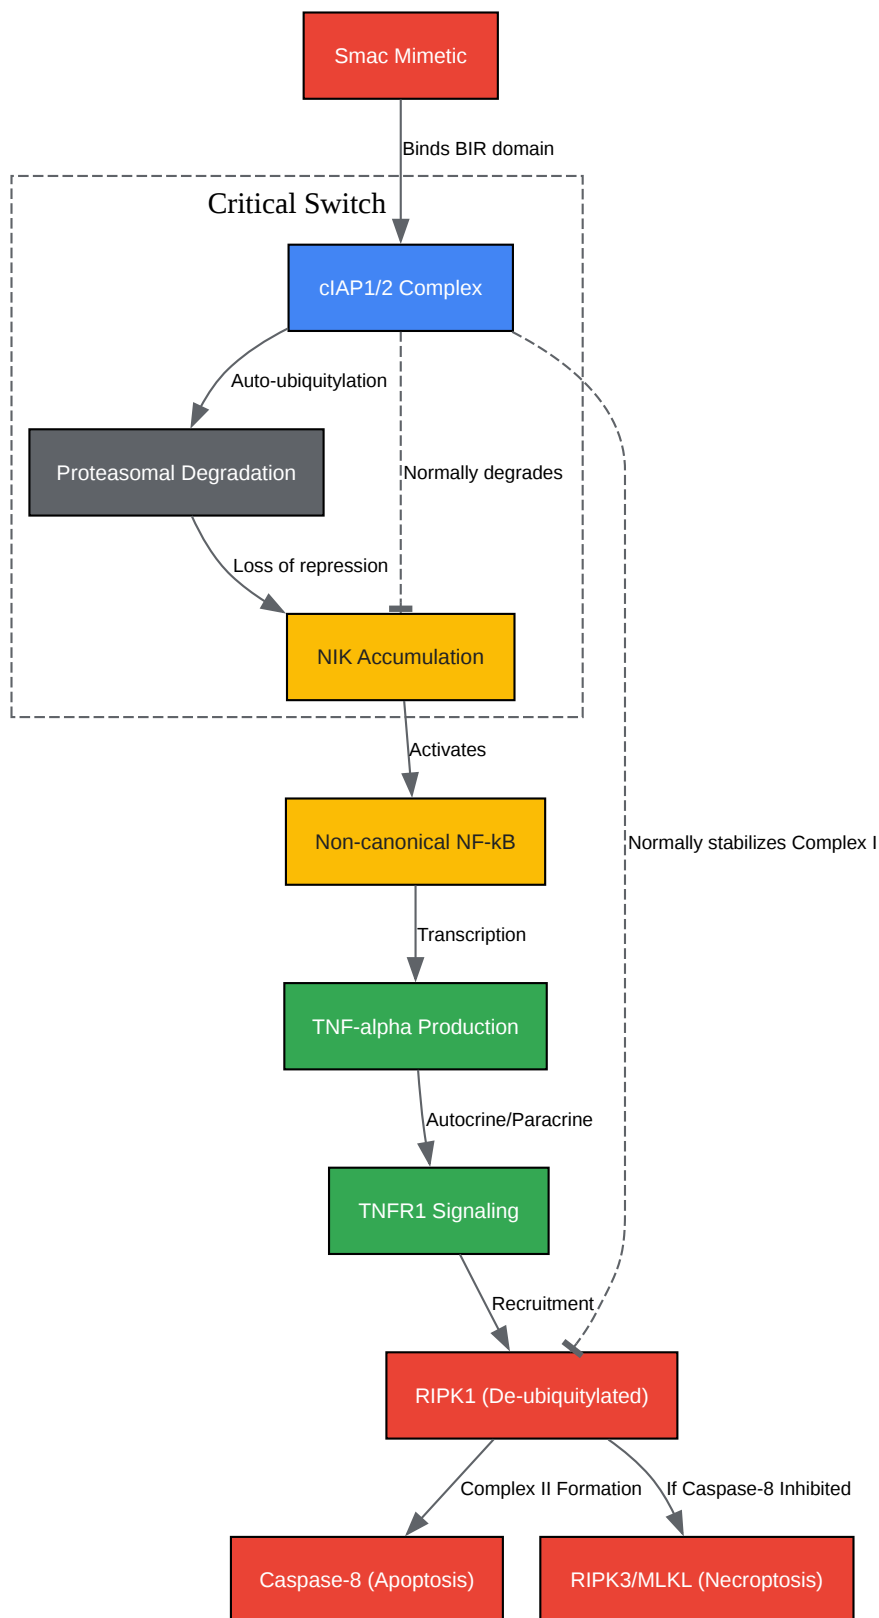 Smac Mimetic
Binds BIR domain
Critical Switch
cIAP1/2 Complex
Auto-ubiquitylation
Proteasomal Degradation
Normally degrades
Loss of repression
NIK Accumulation
Activates
Non-canonical NF-kB
Normally stabilizes Complex I
Transcription
TNF-alpha Production
Autocrine/Paracrine
TNFR1 Signaling
Recruitment
RIPK1 (De-ubiquitylated)
Complex II Formation
If Caspase-8 Inhibited
Caspase-8 (Apoptosis)
RIPK3/MLKL (Necroptosis)